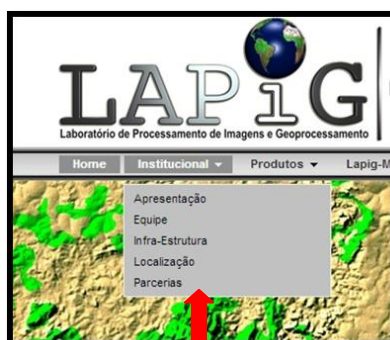 LAPIG
Laboratório de Processamento de Imagens e Geoprocessamento
Home Institucional Produtos Lapig-M
Apresentação
Equipe
Infra-Estrutura
Localização
Parcerias